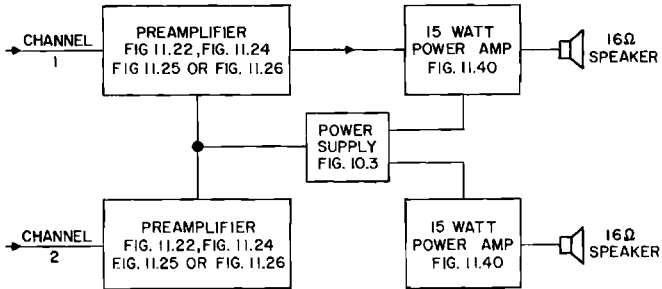 CHANNEL
1
PREAMPLIFIER
FIG 11.22, FIG. 11.24
FIG 11.25 OR FIG. 11.26
15 WATT
POWER AMP
FIG. 11.40
16Ω
SPEAKER
POWER
SUPPLY
FIG. 10.3
CHANNEL
2
PREAMPLIFIER
FIG 11.22, FIG. 11.24
FIG. 11.25 OR FIG. 11.26
15 WATT
POWER AMP
FIG. 11.40
16Ω
SPEAKER